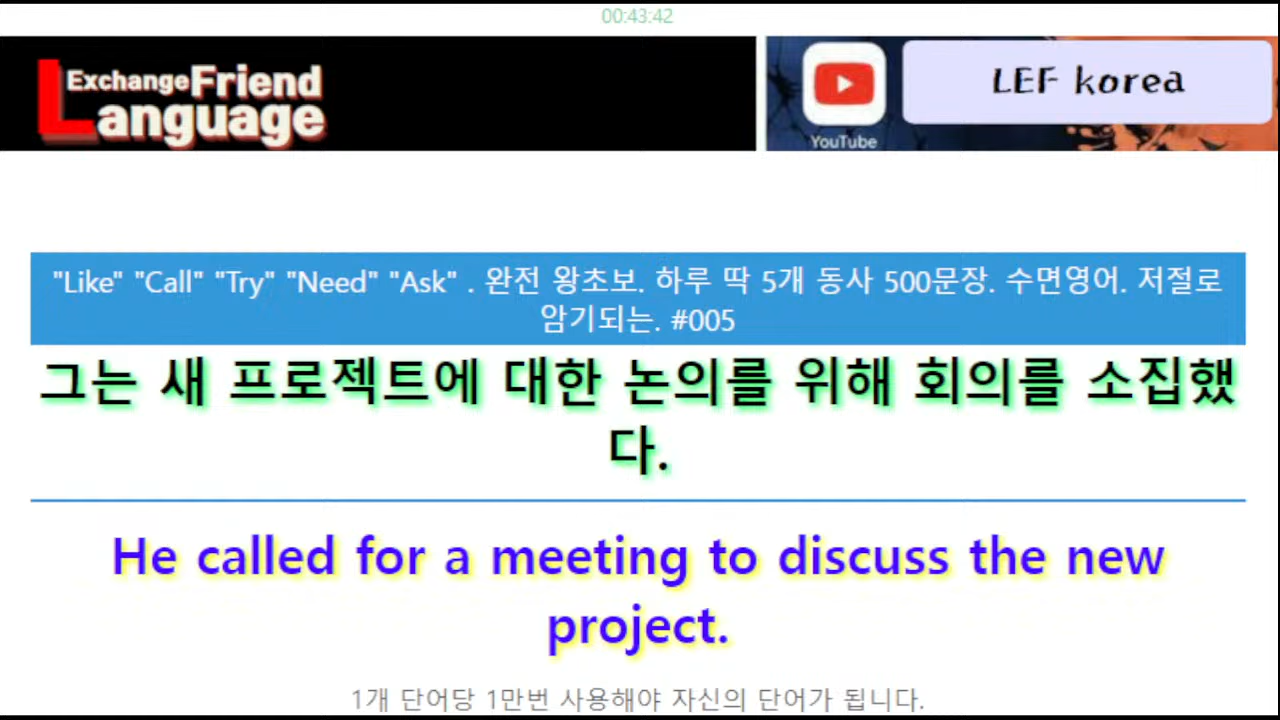 00:43:42
ExchangeFriend
Language
LEF korea
YouTube
"Like" "Call" "Try" "Need" "Ask" . 완전 왕초보. 하루 딱 5개 동사 500문장. 수면영어. 저절로
암기되는. #005
그는 새 프로젝트에 대한 논의를 위해 회의를 소집했
다.
He called for a meeting to discuss the new
project.
1개 단어당 1만번 사용해야 자신의 단어가 됩니다.